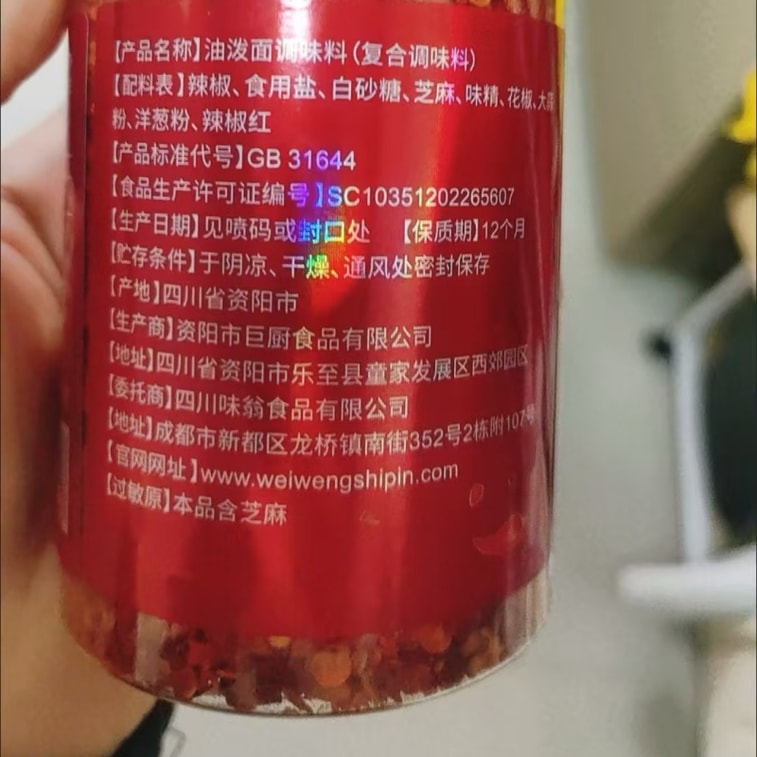 【产品名称】油泼面调味料(复合调味料)
【配料表】辣椒、食用盐、白砂糖、芝麻、味精、花椒、大蒜
粉、洋葱粉、辣椒红
【产品标准代号】GB 31644
【食品生产许可证编号】SC10351202265607
【生产日期】见喷码或封口处 【保质期】12个月
【贮存条件】于阴凉、干燥、通风处密封保存
【产地】四川省资阳市
【生产商】资阳市巨厨食品有限公司
【地址】四川省资阳市乐至县童家发展区西郊园区
【委托商】四川味翁食品有限公司
【地址】成都市新都区龙桥镇南街352号2栋附107号
【官网网址】www.weiwengshipin.com
【过敏原】本品含芝麻